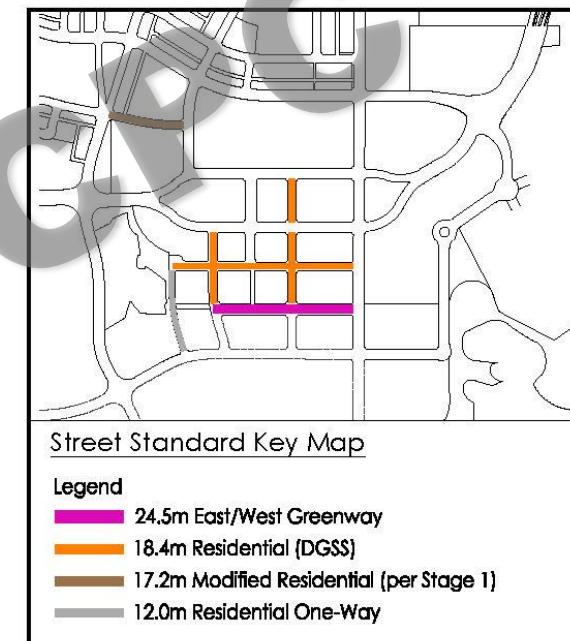 CPC
Street Standard Key Map
Legend
24.5m East/West Greenway
18.4m Residential (DGSS)
17.2m Modified Residential (per Stage 1)
12.0m Residential One-Way